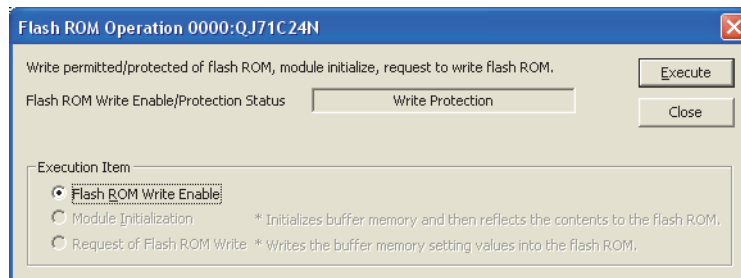 Flash ROM Operation 0000:QJ71C24N
Write permitted/protected of flash ROM, module initialize, request to write flash ROM.
Execute
Flash ROM Write Enable/Protection Status
Write Protection
Close
Execution Item
Flash ROM Write Enable
Module Initialization * Initializes buffer memory and then reflects the contents to the flash ROM.
Request of Flash ROM Write * Writes the buffer memory setting values into the flash ROM.